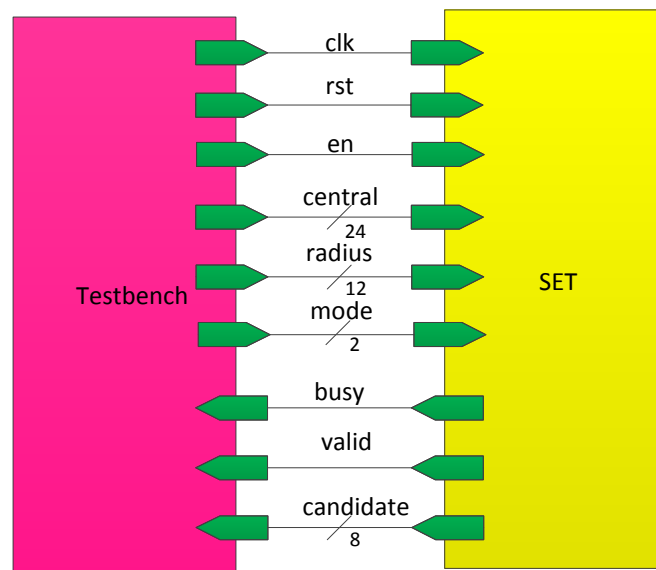 clk
rst
en
central
24
radius
12
Testbench
SET
mode
2
busy
valid
candidate
8